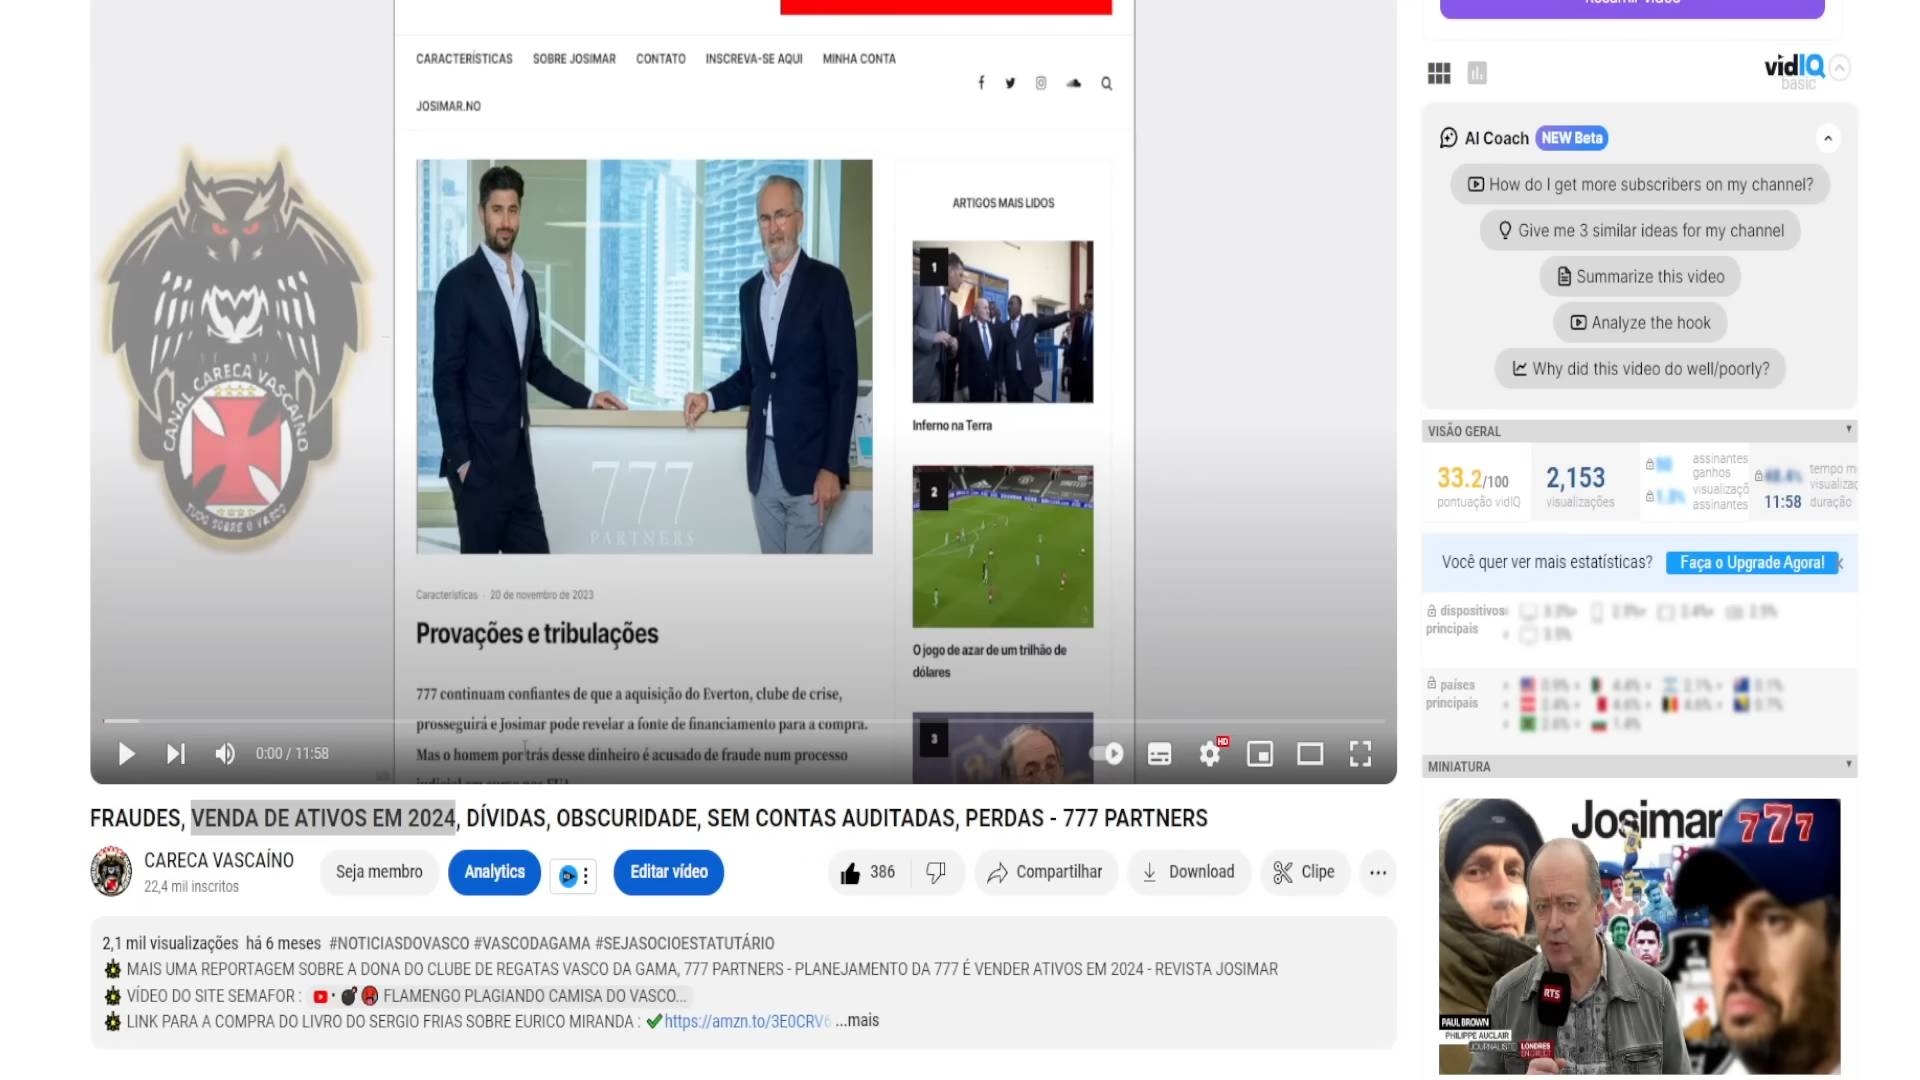 CARACTERÍSTICAS SOBRE JOSIMAR CONTATO INSCREVA-SE AQUI MINHA CONTA
JOSIMAR.NO
CANAL CARECA VASCAÍNO
TUDO SOBRE O VASCO
777
PARTNERS
ARTIGOS MAIS LIDOS
1
Inferno na Terra
2
O jogo de azar de um trilhão de
dólares
3
Características - 20 de novembro de 2023
Provações e tribulações
777 continuam confiantes de que a aquisição do Everton, clube de crise,
prosseguirá e Josimar pode revelar a fonte de financiamento para a compra.
Mas o homem por trás desse dinheiro é acusado de fraude num processo
0:00 / 11:58
HD
FRAUDES, VENDA DE ATIVOS EM 2024, DÍVIDAS, OBSCURIDADE, SEM CONTAS AUDITADAS, PERDAS - 777 PARTNERS
CARECA VASCAÍNO
22,4 mil inscritos
Seja membro
Analytics
Editar vídeo
386
Compartilhar
Download
Clipe
2,1 mil visualizações há 6 meses #NOTICIASDOVASCO #VASCODAGAMA #SEJASOCIOESTATUTÁRIO
MAIS UMA REPORTAGEM SOBRE A DONA DO CLUBE DE REGATAS VASCO DA GAMA, 777 PARTNERS - PLANEJAMENTO DA 777 É VENDER ATIVOS EM 2024 - REVISTA JOSIMAR
VÍDEO DO SITE SEMAFOR : FLAMENGO PLAGIANDO CAMISA DO VASCO...
LINK PARA A COMPRA DO LIVRO DO SERGIO FRIAS SOBRE EURICO MIRANDA : https://amzn.to/3E0CRV6 ...mais
vidIQ
basic
AI Coach NEW Beta
How do I get more subscribers on my channel?
Give me 3 similar ideas for my channel
Summarize this video
Analyze the hook
Why did this video do well/poorly?
VISÃO GERAL
33.2/100
pontuação vidIQ
2,153
visualizações
assinantes
ganhos
visualizaçõ
assinantes
tempo m
visualizaç
11:58 duração
Você quer ver mais estatísticas? Faça o Upgrade Agora!
dispositivos
principais
países
principais
MINIATURA
Josimar
777
RTS
PAUL BROWN
PHILIPPE AUCLAIR
JOURNALIST
LONDRES
EN DIRECT